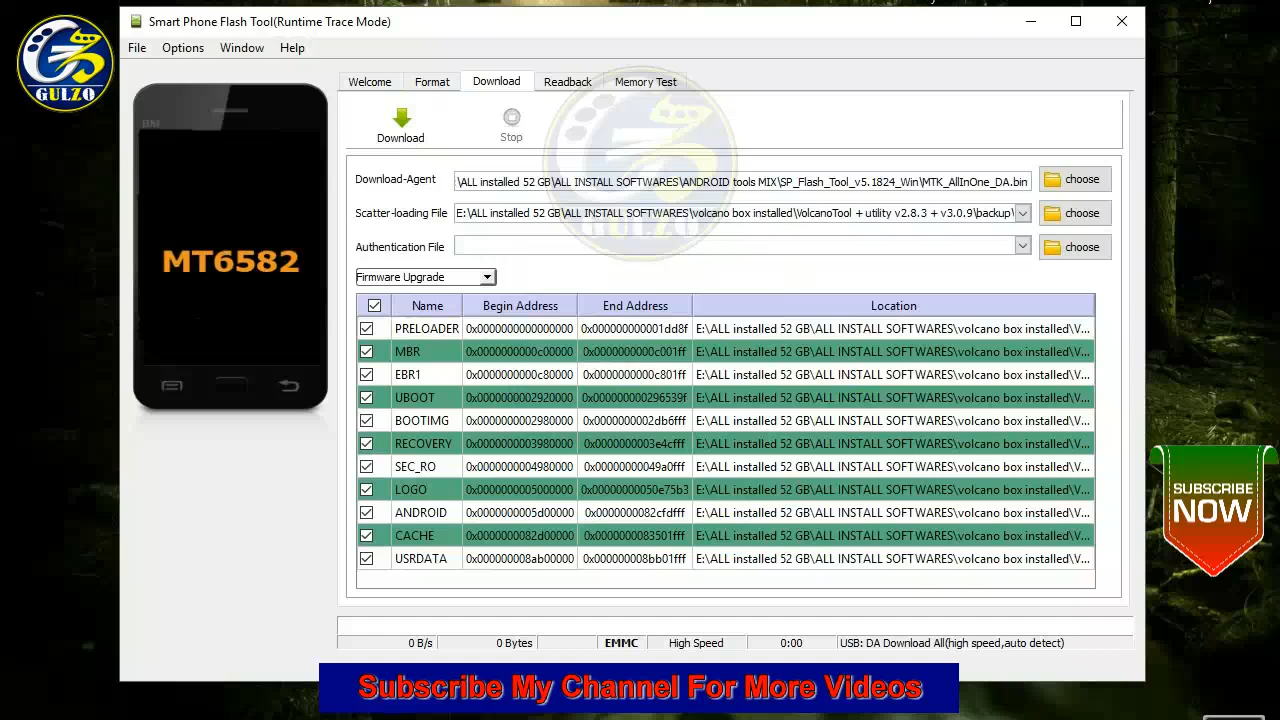 Smart Phone Flash Tool(Runtime Trace Mode)
File Options Window Help
GULZO
Welcome Format Download Readback Memory Test
Download Stop
BM
MT6582
Download-Agent \ALL installed 52 GB\ALL INSTALL SOFTWARES\ANDROID tools MIX\SP_Flash_Tool_v5.1824_Win\MTK_AllInOne_DA.bin choose
Scatter-loading File E:\ALL installed 52 GB\ALL INSTALL SOFTWARES\volcano box installed\VolcanoTool + utility v2.8.3 + v3.0.9\backup\ choose
Authentication File choose
GULZO
Firmware Upgrade
Name Begin Address End Address Location
PRELOADER 0x0000000000000000 0x000000000001dd8f E:\ALL installed 52 GB\ALL INSTALL SOFTWARES\volcano box installed\V...
MBR 0x0000000000c00000 0x0000000000c001ff E:\ALL installed 52 GB\ALL INSTALL SOFTWARES\volcano box installed\V...
EBR1 0x0000000000c80000 0x0000000000c801ff E:\ALL installed 52 GB\ALL INSTALL SOFTWARES\volcano box installed\V...
UBOOT 0x0000000002920000 0x000000000296539f E:\ALL installed 52 GB\ALL INSTALL SOFTWARES\volcano box installed\V...
BOOTIMG 0x0000000002980000 0x0000000002db6fff E:\ALL installed 52 GB\ALL INSTALL SOFTWARES\volcano box installed\V...
RECOVERY 0x0000000003980000 0x0000000003e4cfff E:\ALL installed 52 GB\ALL INSTALL SOFTWARES\volcano box installed\V...
SEC_RO 0x0000000004980000 0x00000000049a0fff E:\ALL installed 52 GB\ALL INSTALL SOFTWARES\volcano box installed\V...
LOGO 0x0000000005000000 0x00000000050e75b3 E:\ALL installed 52 GB\ALL INSTALL SOFTWARES\volcano box installed\V...
ANDROID 0x0000000005d00000 0x0000000082cfdfff E:\ALL installed 52 GB\ALL INSTALL SOFTWARES\volcano box installed\V...
CACHE 0x0000000082d00000 0x0000000083501fff E:\ALL installed 52 GB\ALL INSTALL SOFTWARES\volcano box installed\V...
USRDATA 0x000000008ab00000 0x000000008bb01fff E:\ALL installed 52 GB\ALL INSTALL SOFTWARES\volcano box installed\V...
SUBSCRIBE
NOW
0 B/s 0 Bytes EMMC High Speed 0:00 USB: DA Download All(high speed,auto detect)
Subscribe My Channel For More Videos